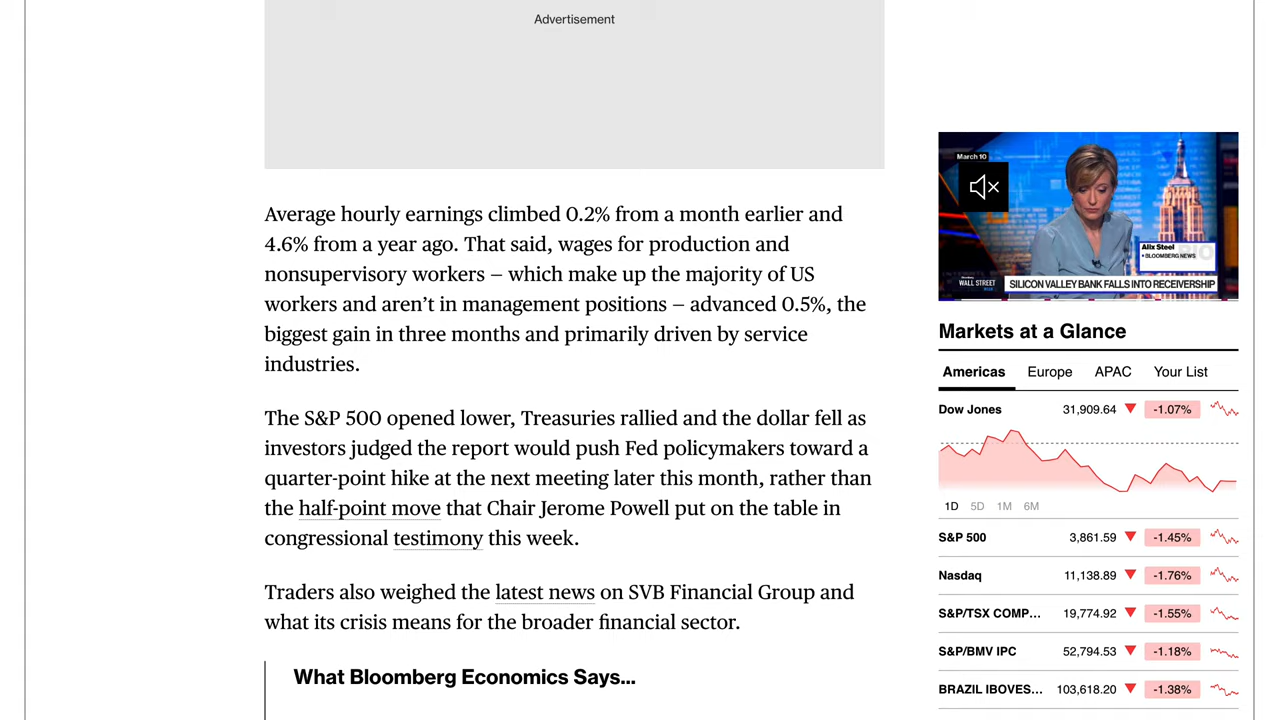 Advertisement
Average hourly earnings climbed 0.2% from a month earlier and
4.6% from a year ago. That said, wages for production and
nonsupervisory workers — which make up the majority of US
workers and aren’t in management positions — advanced 0.5%, the
biggest gain in three months and primarily driven by service
industries.
The S&P 500 opened lower, Treasuries rallied and the dollar fell as
investors judged the report would push Fed policymakers toward a
quarter-point hike at the next meeting later this month, rather than
the half-point move that Chair Jerome Powell put on the table in
congressional testimony this week.
Traders also weighed the latest news on SVB Financial Group and
what its crisis means for the broader financial sector.
What Bloomberg Economics Says...
March 10
Alix Steel
BLOOMBERG NEWS
WALL STREET
SILICON VALLEY BANK FALLS INTO RECEIVERSHIP
Markets at a Glance
Americas Europe APAC Your List
Dow Jones 31,909.64 -1.07%
1D 5D 1M 6M
S&P 500 3,861.59 -1.45%
Nasdaq 11,138.89 -1.76%
S&P/TSX COMP... 19,774.92 -1.55%
S&P/BMV IPC 52,794.53 -1.18%
BRAZIL IBOVES... 103,618.20 -1.38%